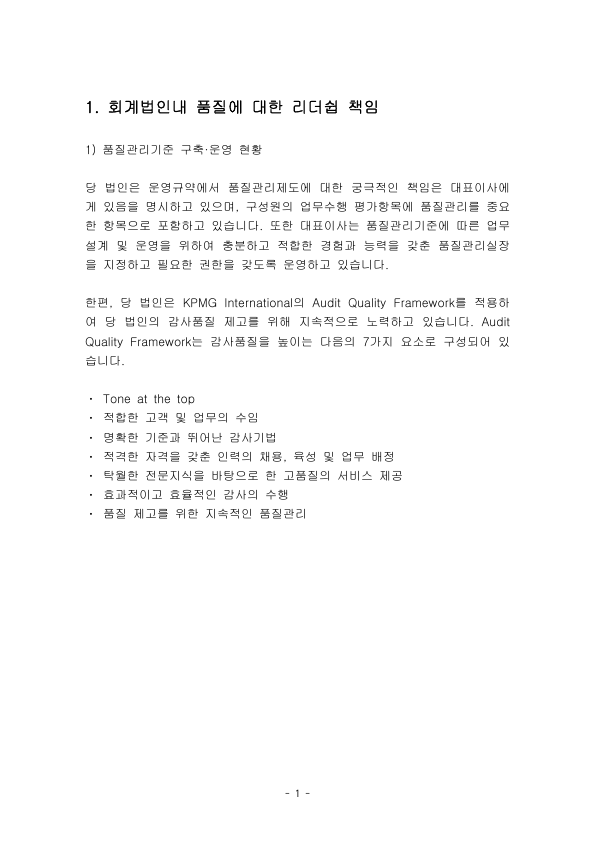 1. 회계법인내 품질에 대한 리더쉽 책임
1) 품질관리기준 구축·운영 현황
당 법인은 운영규약에서 품질관리제도에 대한 궁극적인 책임은 대표이사에
게 있음을 명시하고 있으며, 구성원의 업무수행 평가항목에 품질관리를 중요
한 항목으로 포함하고 있습니다. 또한 대표이사는 품질관리기준에 따른 업무
설계 및 운영을 위하여 충분하고 적합한 경험과 능력을 갖춘 품질관리실장
을 지정하고 필요한 권한을 갖도록 운영하고 있습니다.
한편, 당 법인은 KPMG International의 Audit Quality Framework를 적용하
여 당 법인의 감사품질 제고를 위해 지속적으로 노력하고 있습니다. Audit
Quality Framework는 감사품질을 높이는 다음의 7가지 요소로 구성되어 있
습니다.
· Tone at the top
· 적합한 고객 및 업무의 수임
· 명확한 기준과 뛰어난 감사기법
· 적격한 자격을 갖춘 인력의 채용, 육성 및 업무 배정
· 탁월한 전문지식을 바탕으로 한 고품질의 서비스 제공
· 효과적이고 효율적인 감사의 수행
· 품질 제고를 위한 지속적인 품질관리
- 1 -